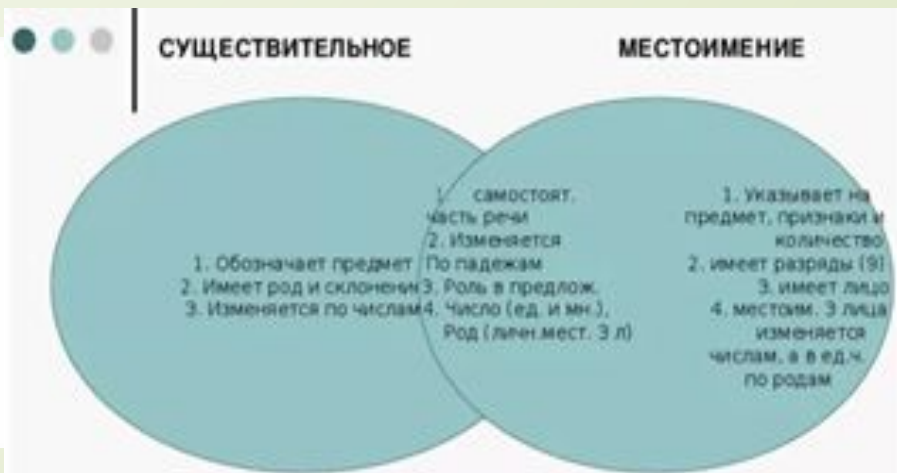 СУЩЕСТВИТЕЛЬНОЕ
МЕСТОИМЕНИЕ
1. Обозначает предмет
2. Имеет род и склонени
3. Изменяется по числам
1. самостоят.
часть речи
2. Изменяется
По падежам
3. Роль в предлож.
4. Число (ед. и мн.),
Род (личн.мест. 3 л)
1. Указывает на
предмет, признаки и
количество
2. имеет разряды (9)
3. имеет лицо
4. местоим. 3 лица
изменяется
числам, а в ед.ч.
по родам